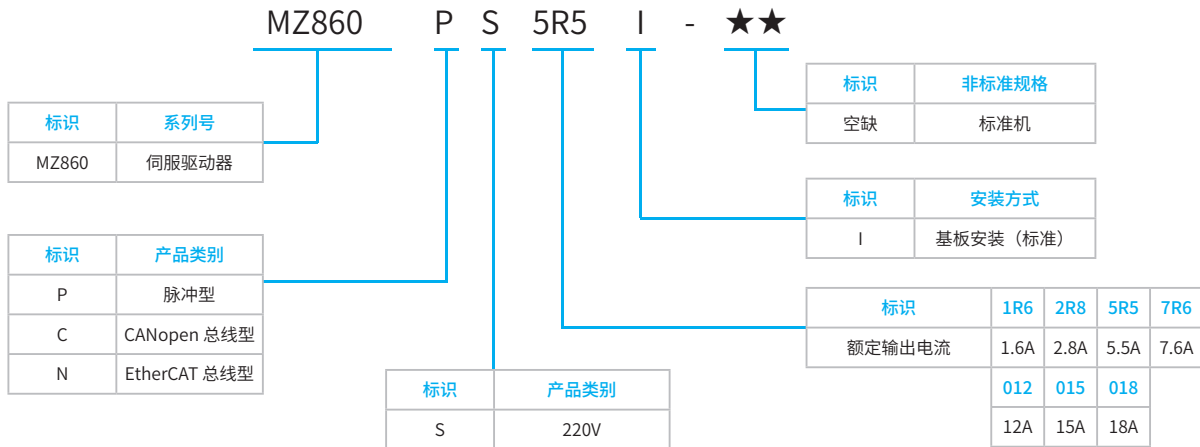 MZ860 P S 5R5 I - ★★
标识 非标准规格
空缺 标准机
标识 系列号
MZ860 伺服驱动器
标识 安装方式
I 基板安装（标准）
标识 产品类别
P 脉冲型
C CANopen 总线型
N EtherCAT 总线型
标识 1R6 2R8 5R5 7R6
额定输出电流 1.6A 2.8A 5.5A 7.6A
012 015 018
12A 15A 18A
标识 产品类别
S 220V